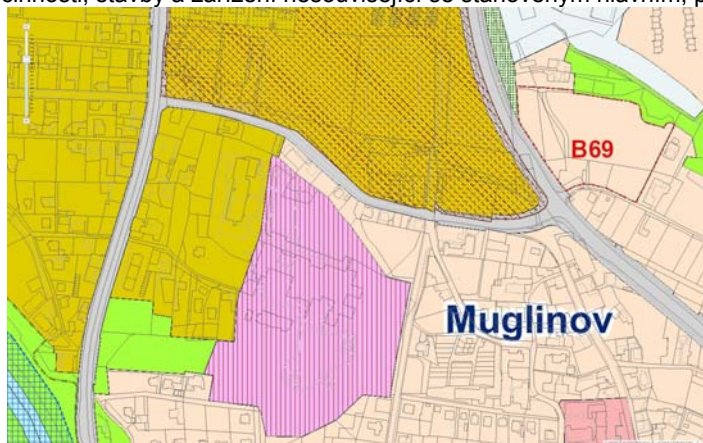 činnosti, stavby a zařízení nesouvisející se stanoveným hlavním, p
B69
Muglinov